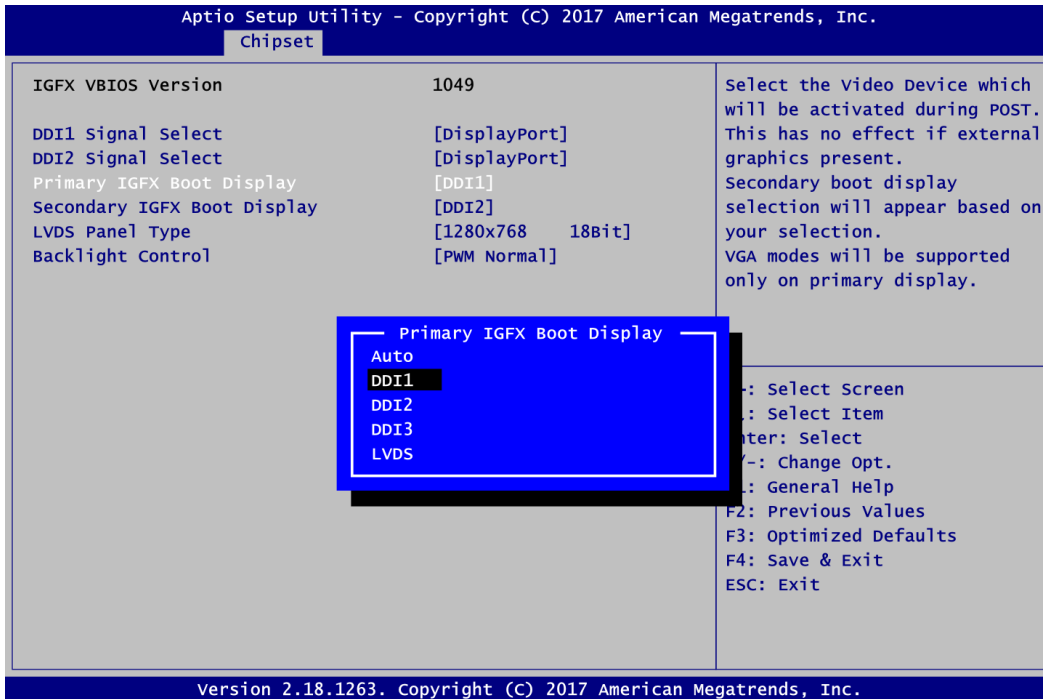 Aptio Setup Utility - Copyright (C) 2017 American Megatrends, Inc.
Chipset
IGFX VBIOS Version 1049
DDI1 Signal Select [DisplayPort]
DDI2 Signal Select [DisplayPort]
Primary IGFX Boot Display [DDI1]
Secondary IGFX Boot Display [DDI2]
LVDS Panel Type [1280x768 18Bit]
Backlight Control [PWM Normal]
Primary IGFX Boot Display
Auto
DDI1
DDI2
DDI3
LVDS
Select the Video Device which
will be activated during POST.
This has no effect if external
graphics present.
Secondary boot display
selection will appear based on
your selection.
VGA modes will be supported
only on primary display.
: Select Screen
: Select Item
: Select
-: Change Opt.
: General Help
F2: Previous Values
F3: Optimized Defaults
F4: Save & Exit
ESC: Exit
Version 2.18.1263. Copyright (C) 2017 American Megatrends, Inc.